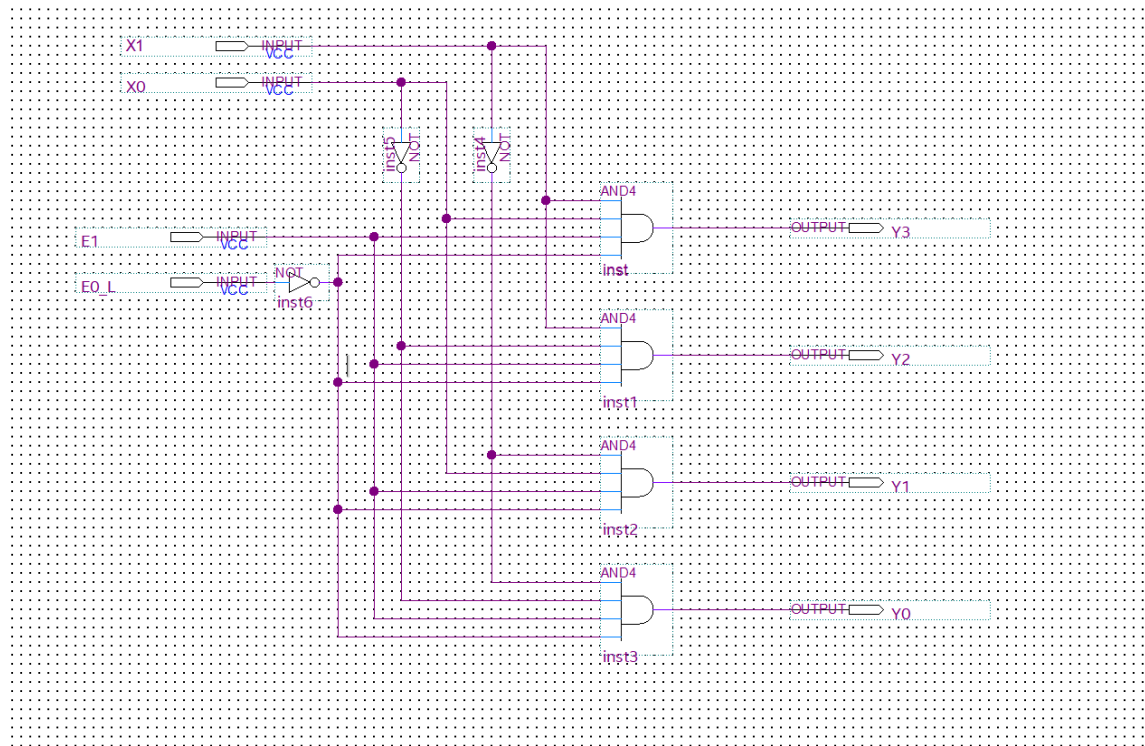 X1 INPUT
VCC
X0 INPUT
VCC
inst5 NOT
inst4 NOT
AND4
inst
OUTPUT Y3
E1 INPUT
VCC
E0_L INPUT
VCC
NOT
inst6
AND4
inst1
OUTPUT Y2
AND4
inst2
OUTPUT Y1
AND4
inst3
OUTPUT Y0